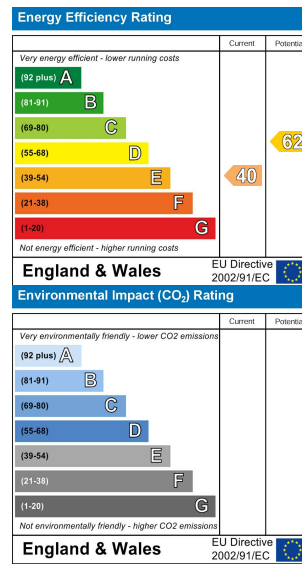 Energy Efficiency Rating
Current Potentia
Very energy efficient - lower running costs
(92 plus) A
(81-91) B
(69-80) C
(55-68) D
(39-54) E
(21-38) F
(1-20) G
40
62
Not energy efficient - higher running costs
England & Wales
EU Directive
2002/91/EC
Environmental Impact (CO₂) Rating
Current Potentia
Very environmentally friendly - lower CO2 emissions
(92 plus) A
(81-91) B
(69-80) C
(55-68) D
(39-54) E
(21-38) F
(1-20) G
Not environmentally friendly - higher CO2 emissions
England & Wales
EU Directive
2002/91/EC